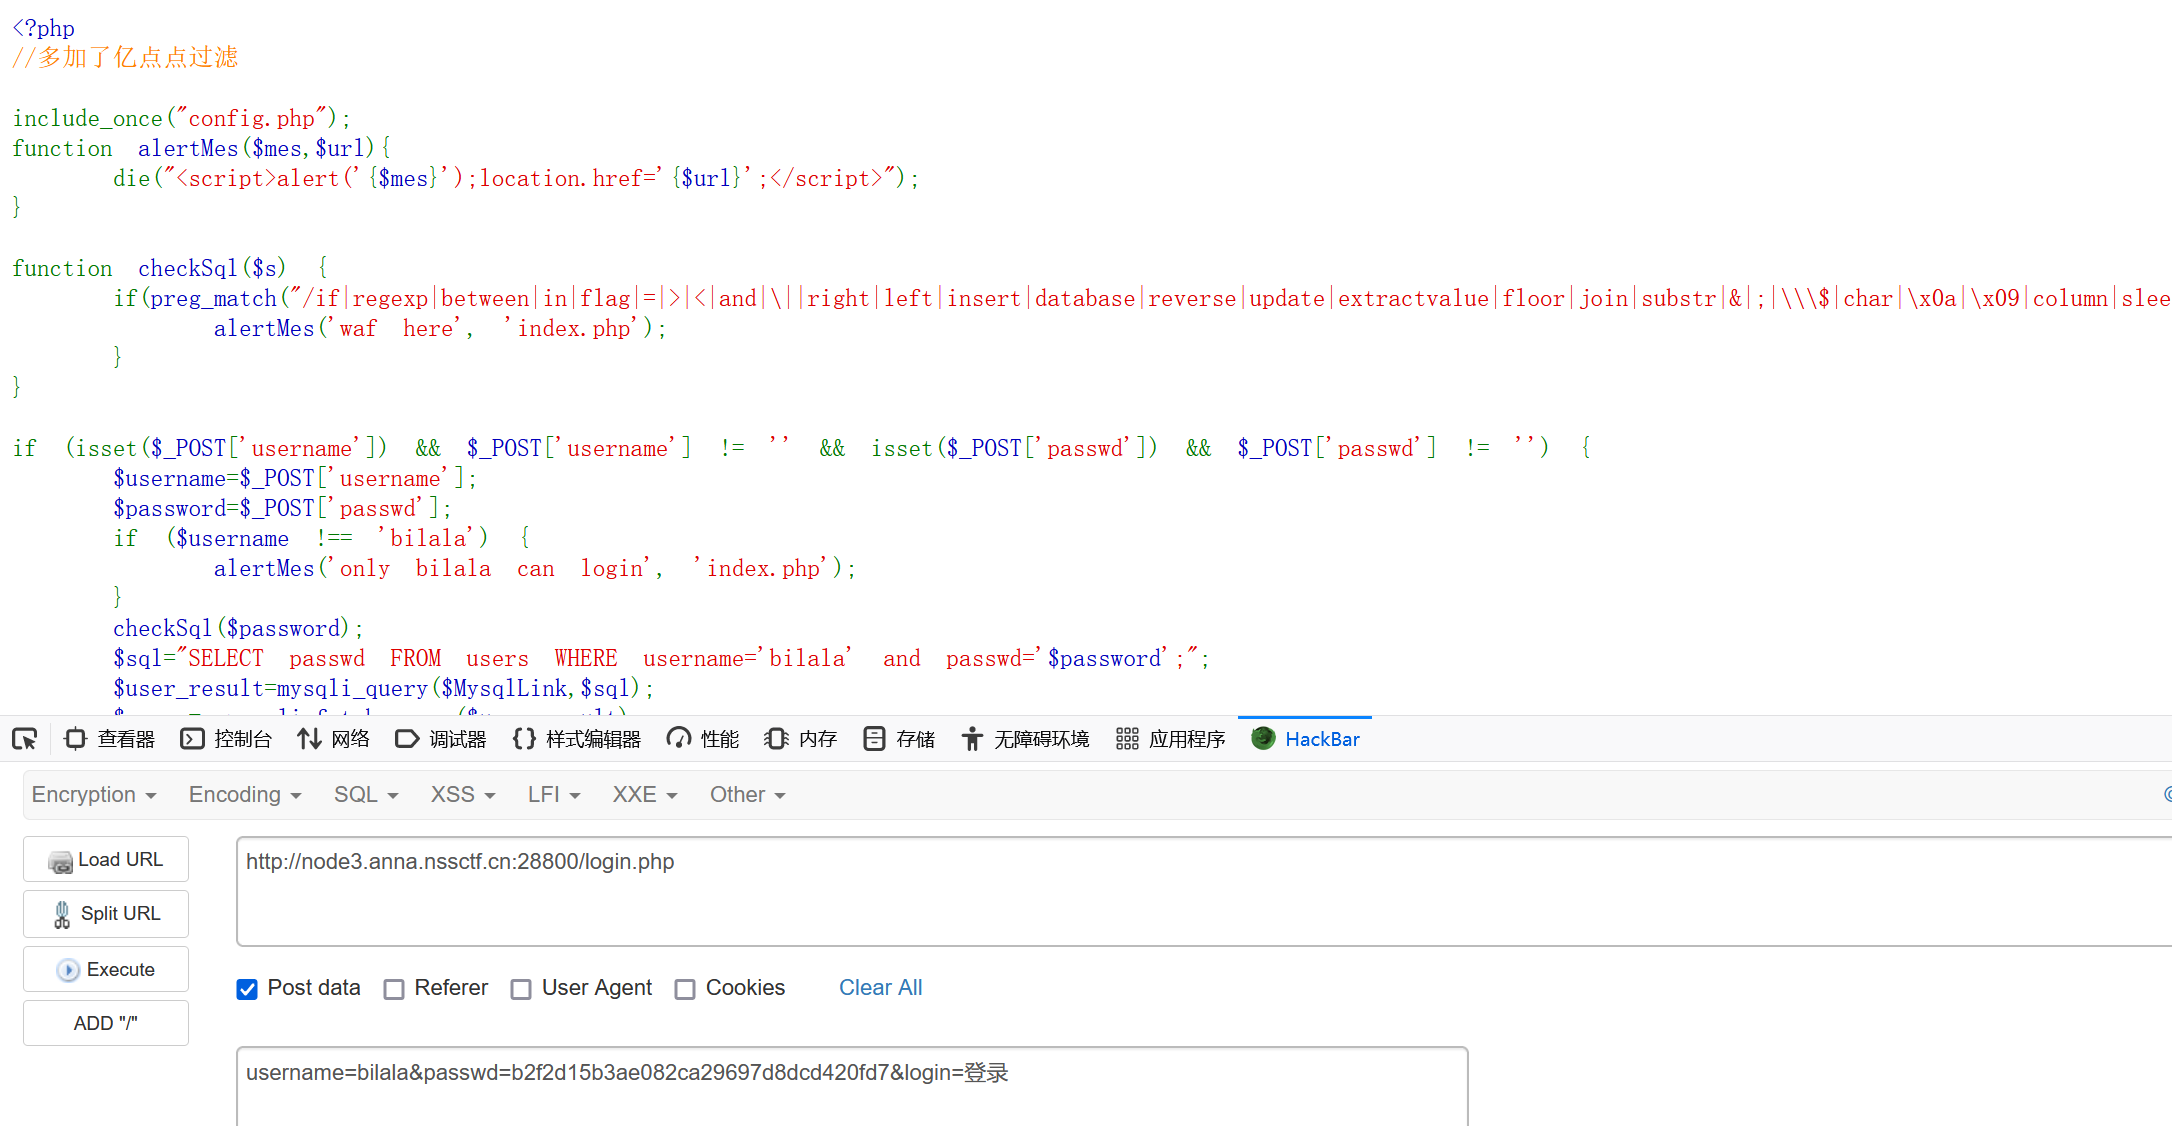 <?php
//多加了亿点点过滤
include_once("config.php");
function alertMes($mes,$url){
die("<script>alert('{$mes}');location.href='{$url}';</script>");
}
function checkSql($s) {
if(preg_match("/if|regexp|between|in|flag|=|>|<|and|\||right|left|insert|database|reverse|update|extractvalue|floor|join|substr|&|;|\\\$|char|\x0a|\x09|column|slee
alertMes('waf here', 'index.php');
}
}
if (isset($_POST['username']) && $_POST['username'] != '' && isset($_POST['passwd']) && $_POST['passwd'] != '') {
$username=$_POST['username'];
$password=$_POST['passwd'];
if ($username !== 'bilala') {
alertMes('only bilala can login', 'index.php');
}
checkSql($password);
$sql="SELECT passwd FROM users WHERE username='bilala' and passwd='$password';";
$user_result=mysqli_query($MysqlLink,$sql);
查看器 控制台 网络 调试器 {} 样式编辑器 性能 内存 存储 无障碍环境 应用程序 HackBar
Encryption Encoding SQL XSS LFI XXE Other
Load URL
http://node3.anna.nssctf.cn:28800/login.php
Split URL
Execute
Post data Referer User Agent Cookies Clear All
ADD "/"
username=bilala&passwd=b2f2d15b3ae082ca29697d8dcd420fd7&login=登录